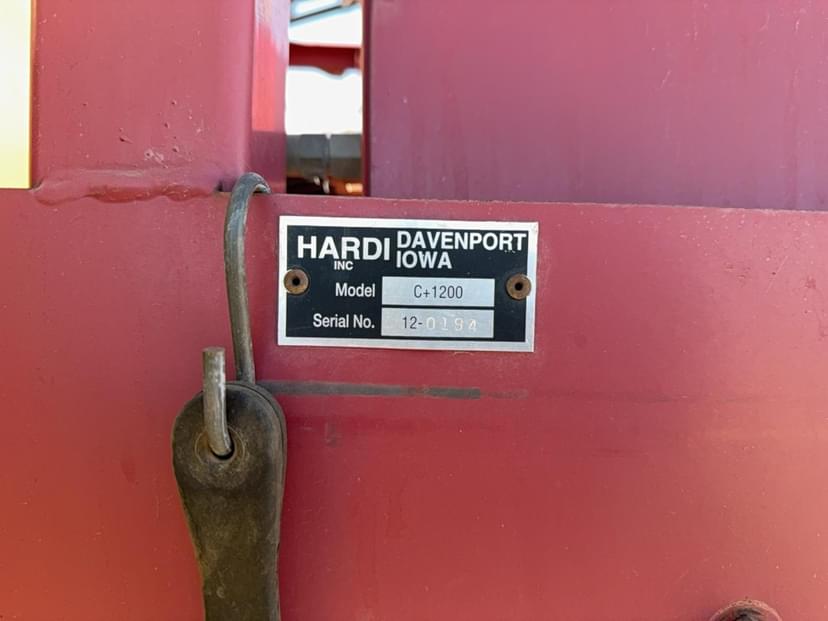 HARDI INC DAVENPORT
IOWA
Model C+1200
Serial No. 12-0194